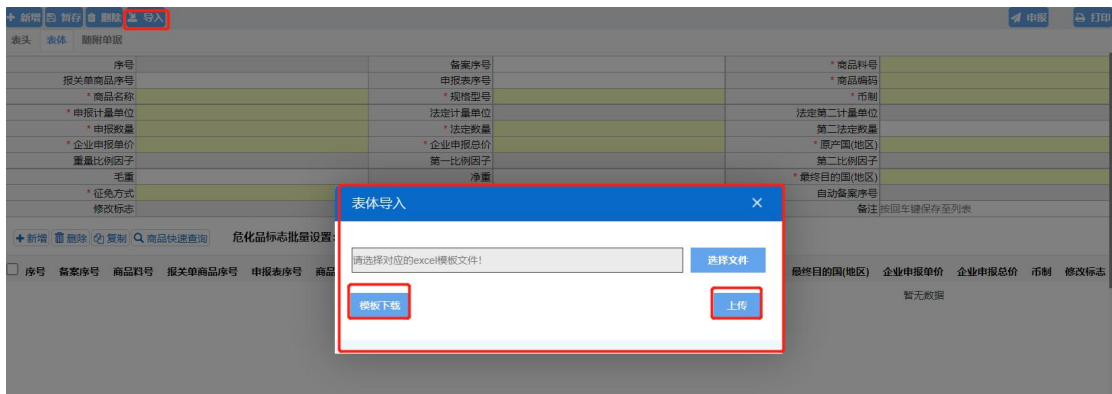 新增 暂存 删除 导入 申报 打印
表头 表体 随附单据
序号 备案序号 *商品料号
报关单商品序号 申报表序号 *商品编码
*商品名称 *规格型号 *币制
*申报计量单位 法定计量单位 法定第二计量单位
*申报数量 *法定数量 第二法定数量
*企业申报单价 *企业申报总价 *原产国(地区)
重量比例因子 第一比例因子 第二比例因子
毛重 净重 *最终目的国(地区)
*征免方式 自动备案序号
修改标志 备注 按回车键保存至列表
表体导入
请选择对应的excel模板文件! 选择文件
模板下载 上传
新增 删除 复制 商品快速查询 危化品标志批量设置:
序号 备案序号 商品料号 报关单商品序号 申报表序号 商品 最终目的国(地区) 企业申报单价 企业申报总价 币制 修改标志
暂无数据